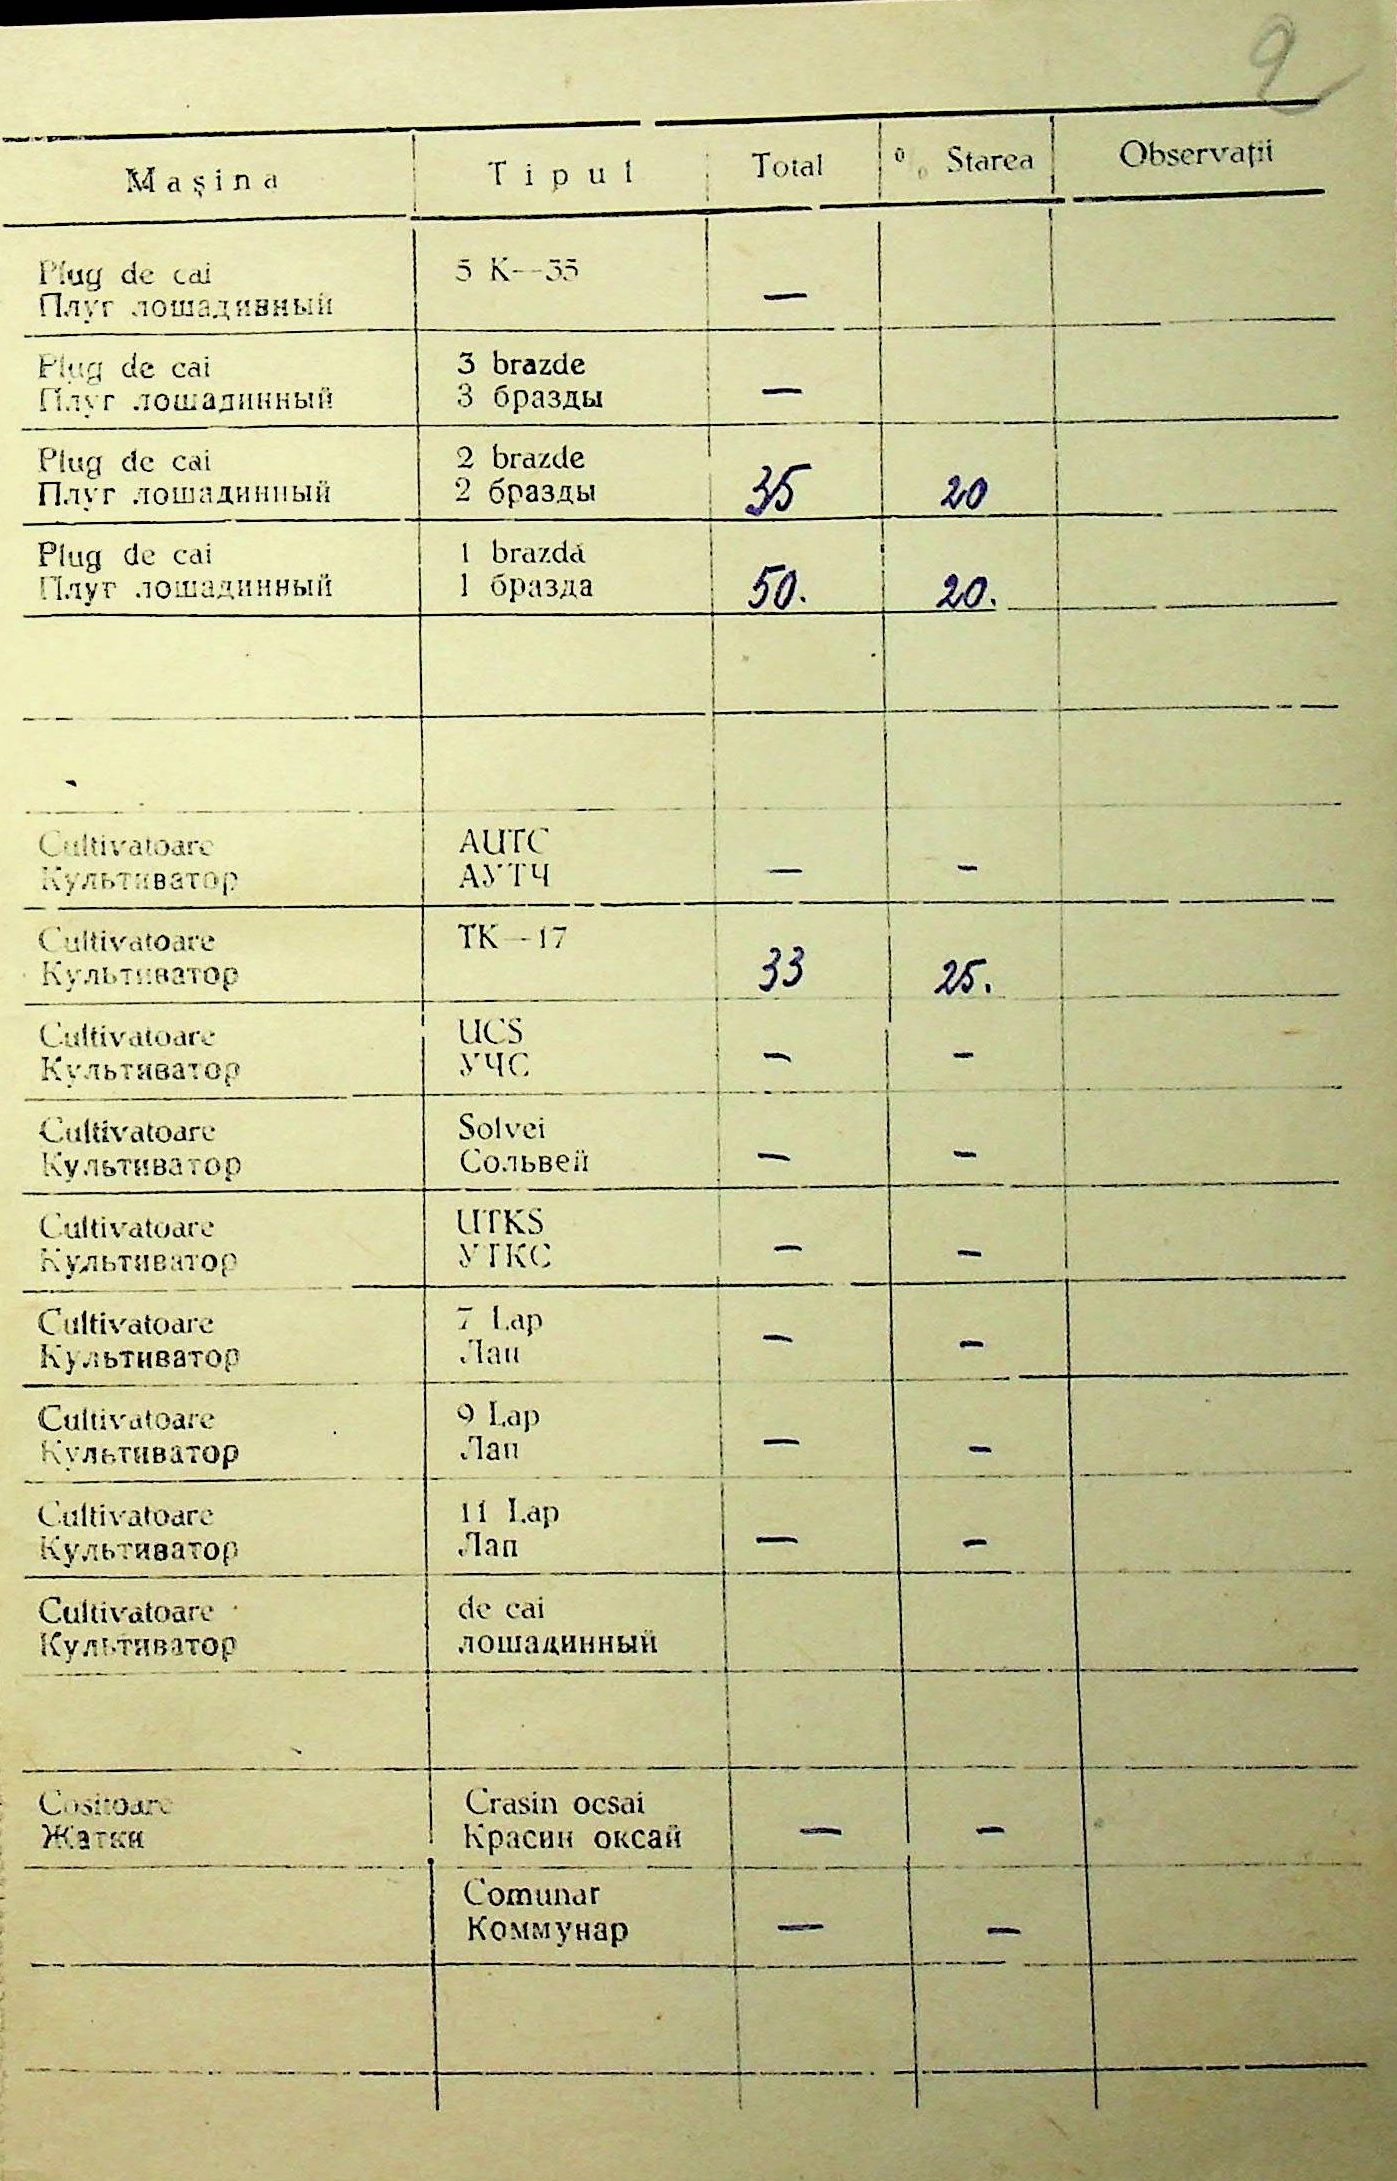 9
Mașina Tipul Total % Starea Observații
Plug de cai 5 K—35
Плуг лошадинный —
Plug de cai 3 brazde
Плуг лошадинный 3 бразды —
Plug de cai 2 brazde
Плуг лошадинный 2 бразды 35 20
Plug de cai 1 brazdă
Плуг лошадинный 1 бразда 50. 20.
Cultivatoare AUTC
Культиватор АУТЧ — —
Cultivatoare TK—17
Культиватор 33 25.
Cultivatoare UCS
Культиватор УЧС — —
Cultivatoare Solvei
Культиватор Сольвей — —
Cultivatoare UTKS
Культиватор УТКС — —
Cultivatoare 7 Lap
Культиватор Лап — —
Cultivatoare 9 Lap
Культиватор Лап — —
Cultivatoare 11 Lap
Культиватор Лап — —
Cultivatoare de cai
Культиватор лошадинный
Cositoare Crasin ocsai
Жатки Красин оксай — —
Comunar
Коммунар — —